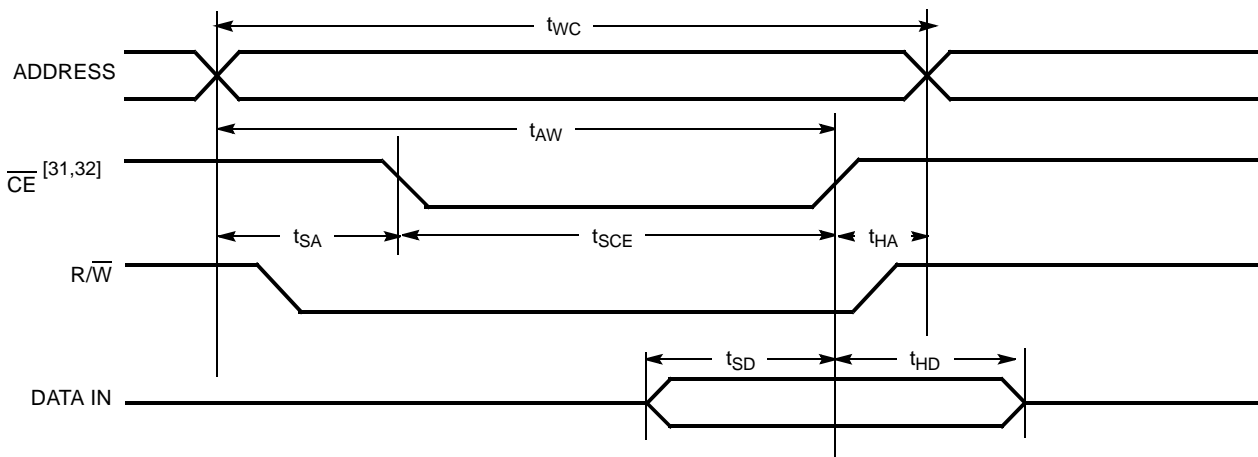 tWC
ADDRESS
tAW
CE [31,32]
tSA
tSCE
tHA
R/W
tSD
tHD
DATA IN